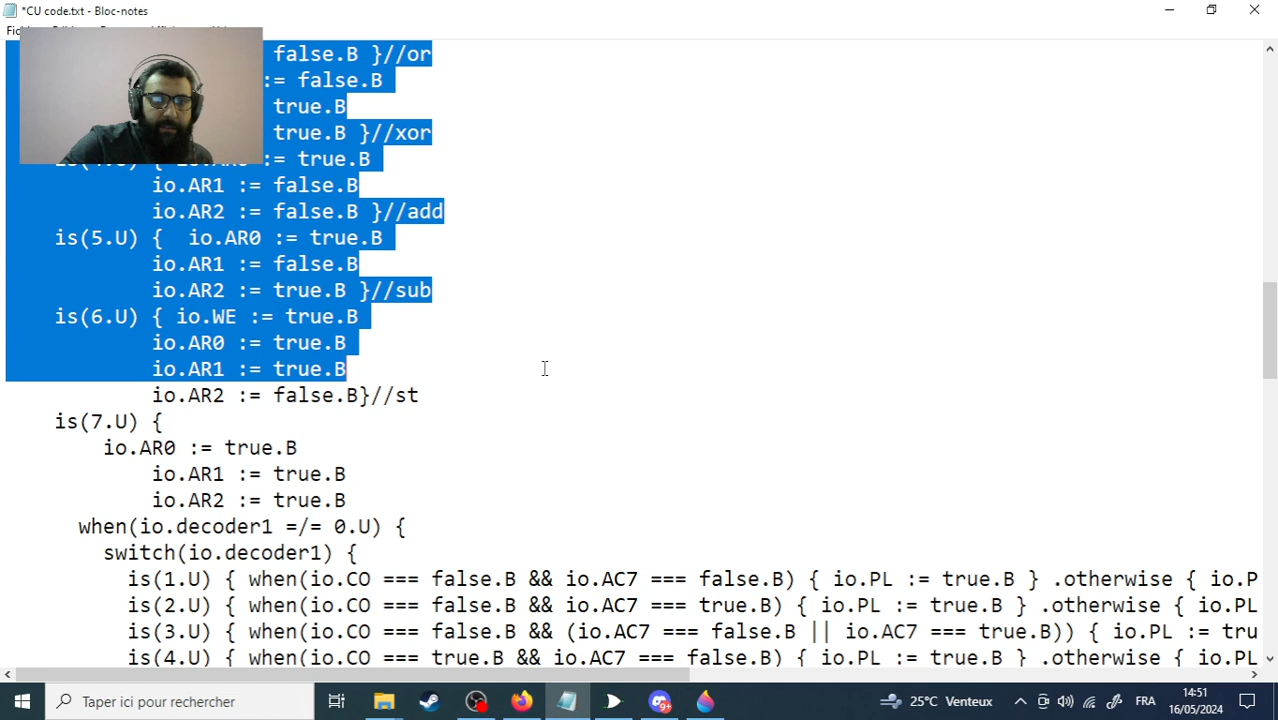 *CU code.txt - Bloc-notes
false.B }//or
:= false.B
true.B
true.B }//xor
:= true.B
io.AR1 := false.B
io.AR2 := false.B }//add
is(5.U) {  io.AR0 := true.B
io.AR1 := false.B
io.AR2 := true.B }//sub
is(6.U) { io.WE := true.B
io.AR0 := true.B
io.AR1 := true.B
io.AR2 := false.B}//st
is(7.U) {
io.AR0 := true.B
io.AR1 := true.B
io.AR2 := true.B
when(io.decoder1 =/= 0.U) {
switch(io.decoder1) {
is(1.U) { when(io.CO === false.B && io.AC7 === false.B) { io.PL := true.B } .otherwise { io.P
is(2.U) { when(io.CO === false.B && io.AC7 === true.B) { io.PL := true.B } .otherwise { io.PL
is(3.U) { when(io.CO === false.B && (io.AC7 === false.B || io.AC7 === true.B)) { io.PL := tru
is(4.U) { when(io.CO === true.B && io.AC7 === false.B) { io.PL := true.B } .otherwise { io.PL
Taper ici pour rechercher
9+
25°C Venteux
FRA
14:51
16/05/2024